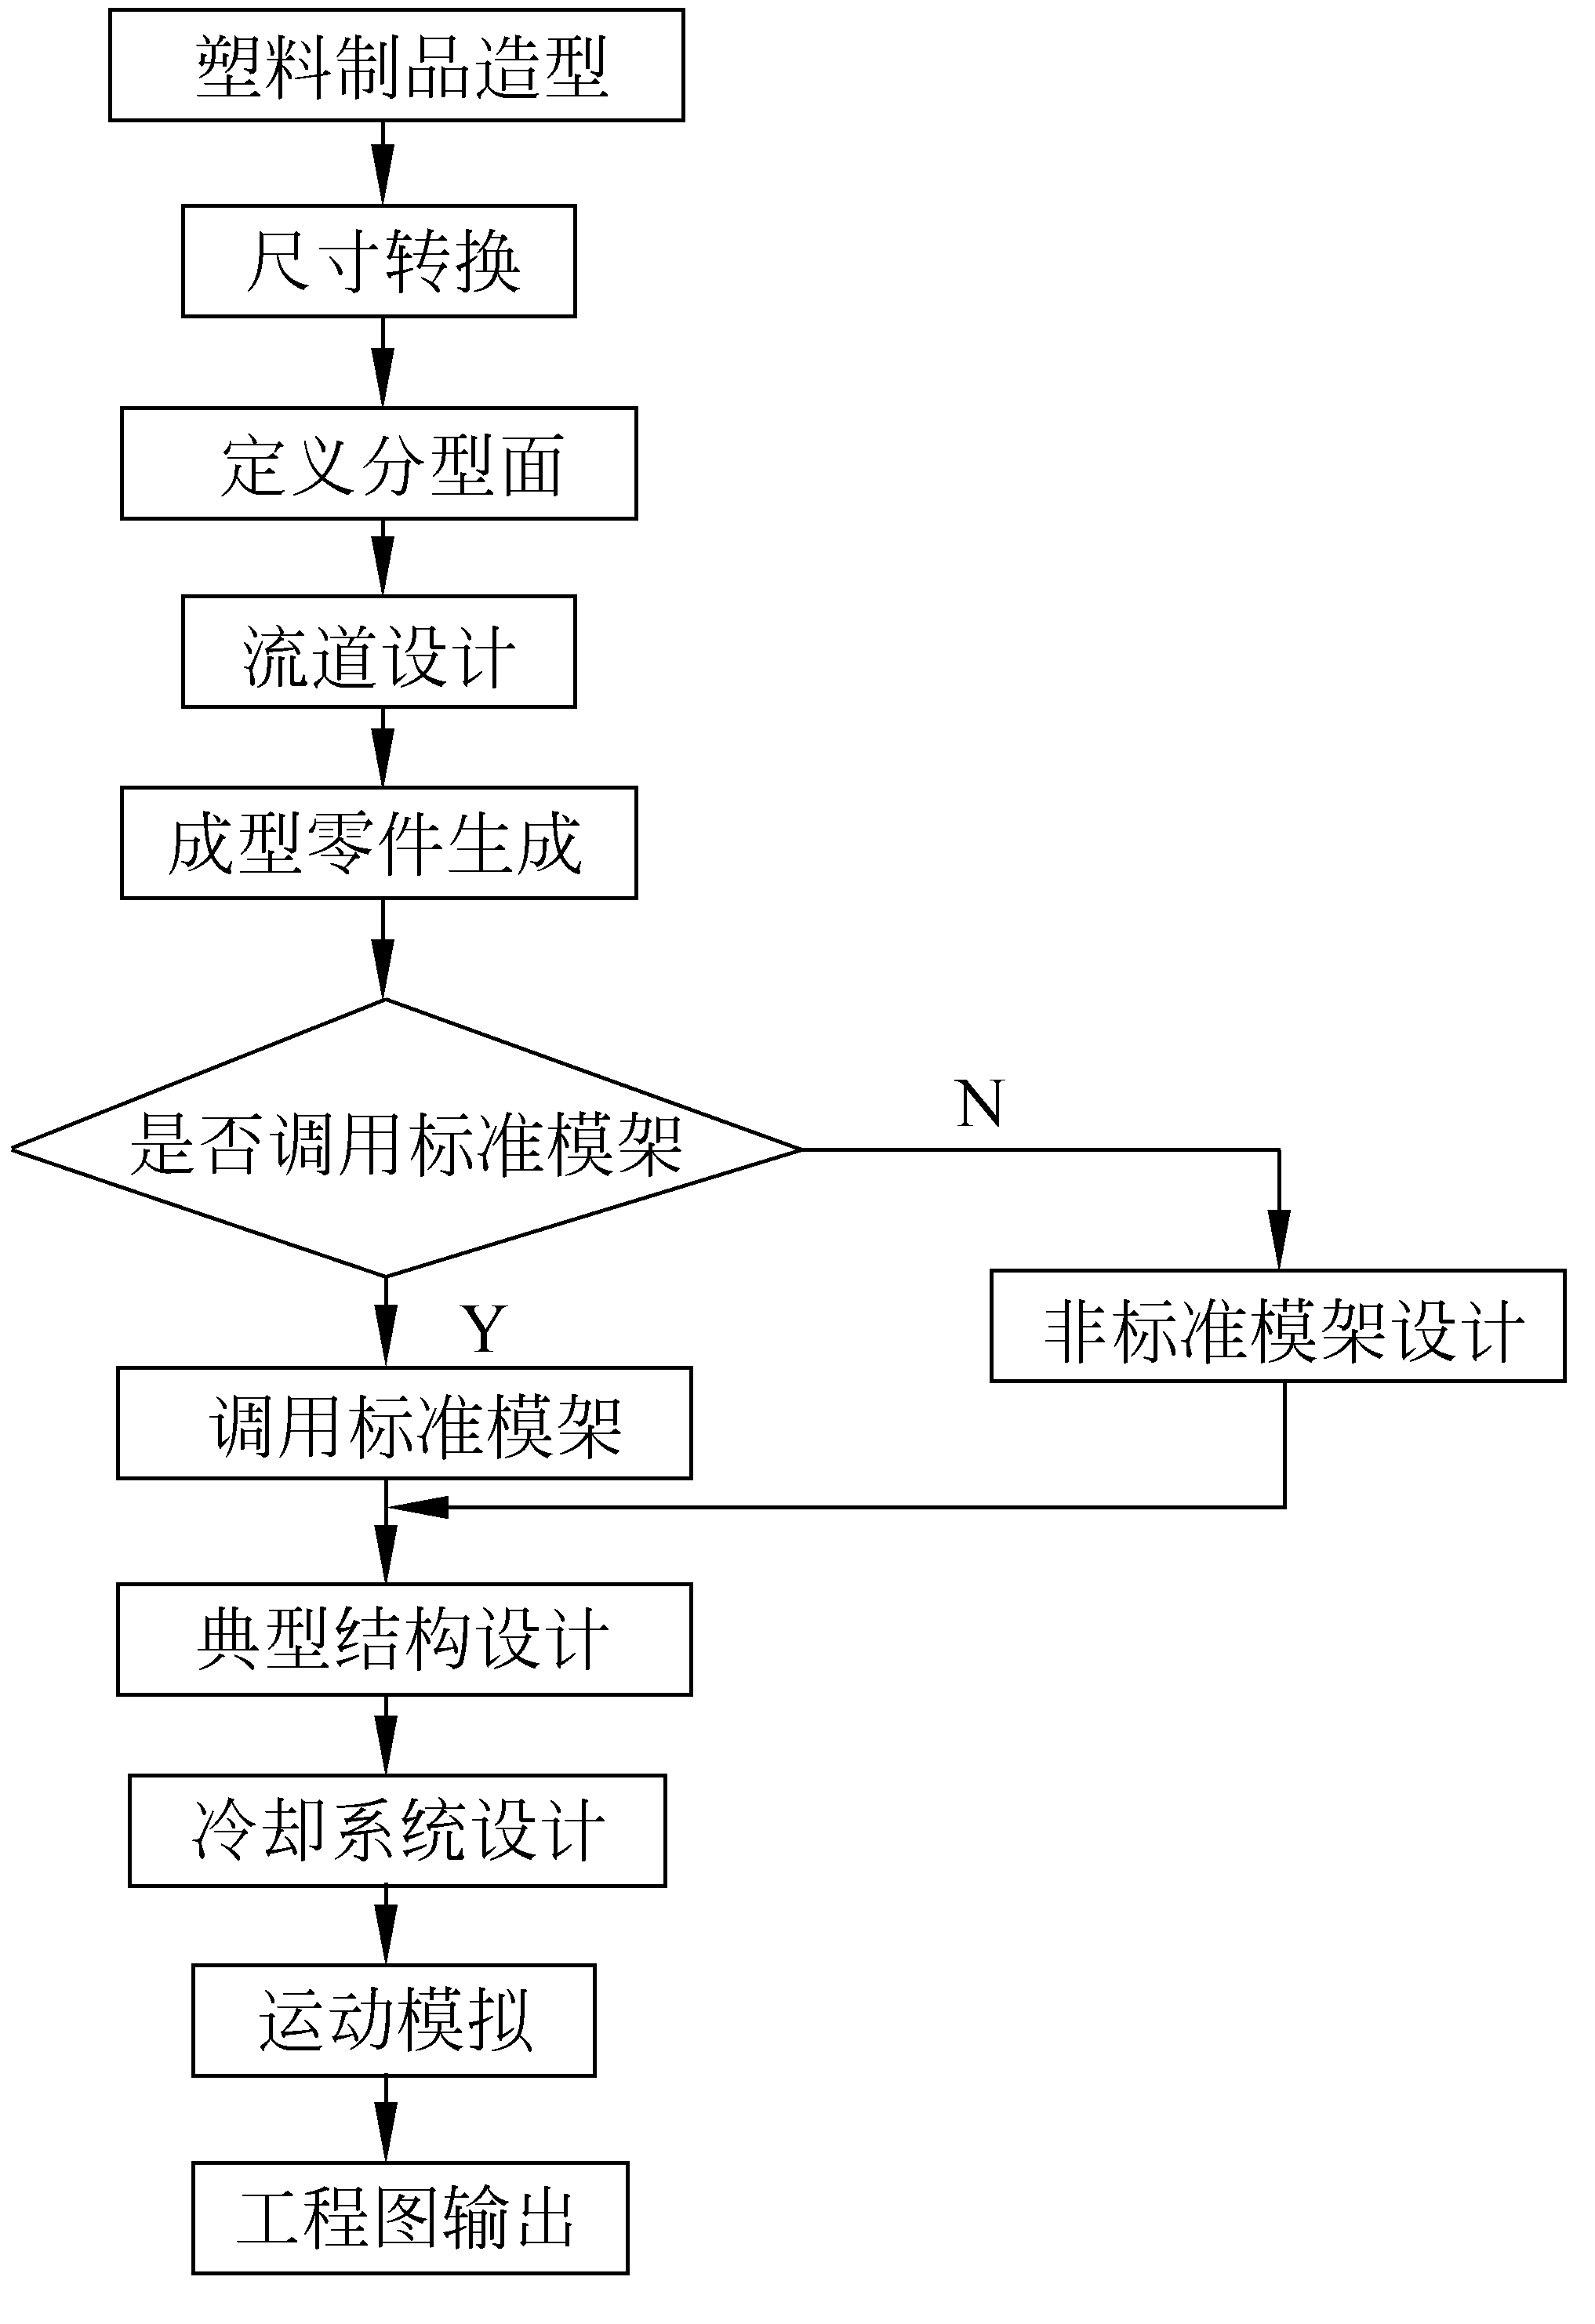 塑料制品造型
尺寸转换
定义分型面
流道设计
成型零件生成
是否调用标准模架
N
Y
非标准模架设计
调用标准模架
典型结构设计
冷却系统设计
运动模拟
工程图输出